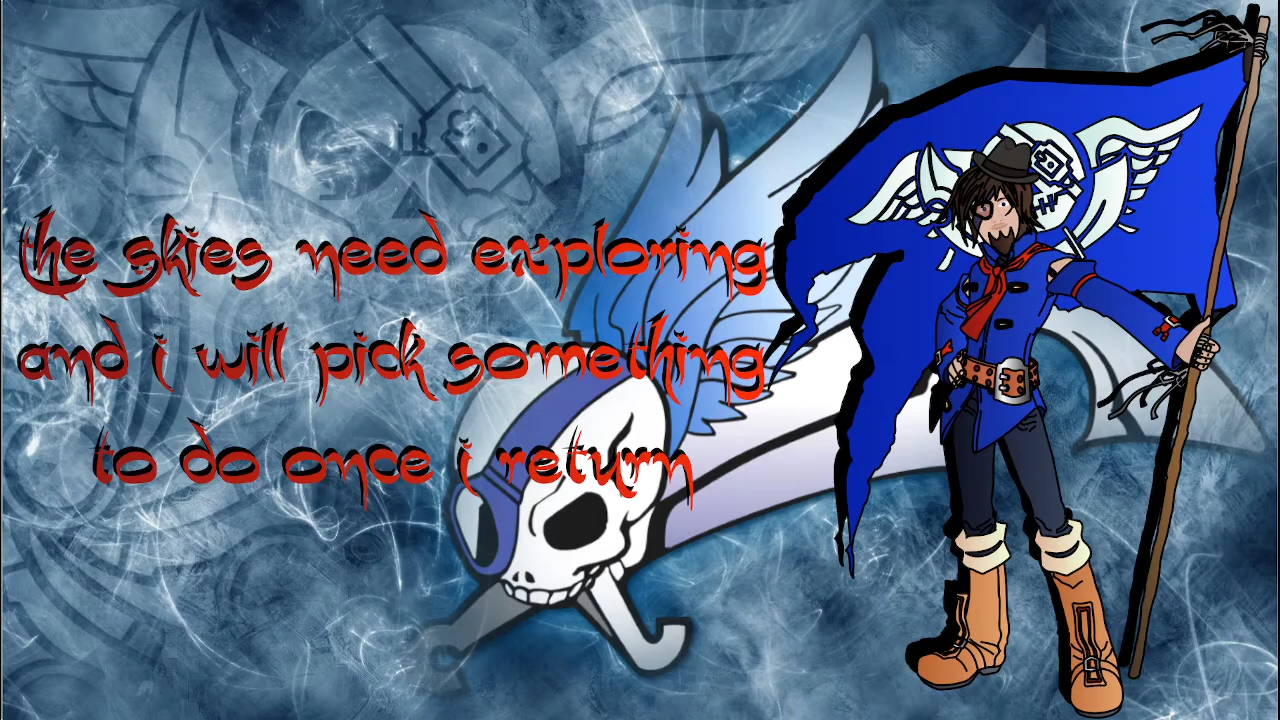 the skies need exploring
and i will pick something
to do once i return